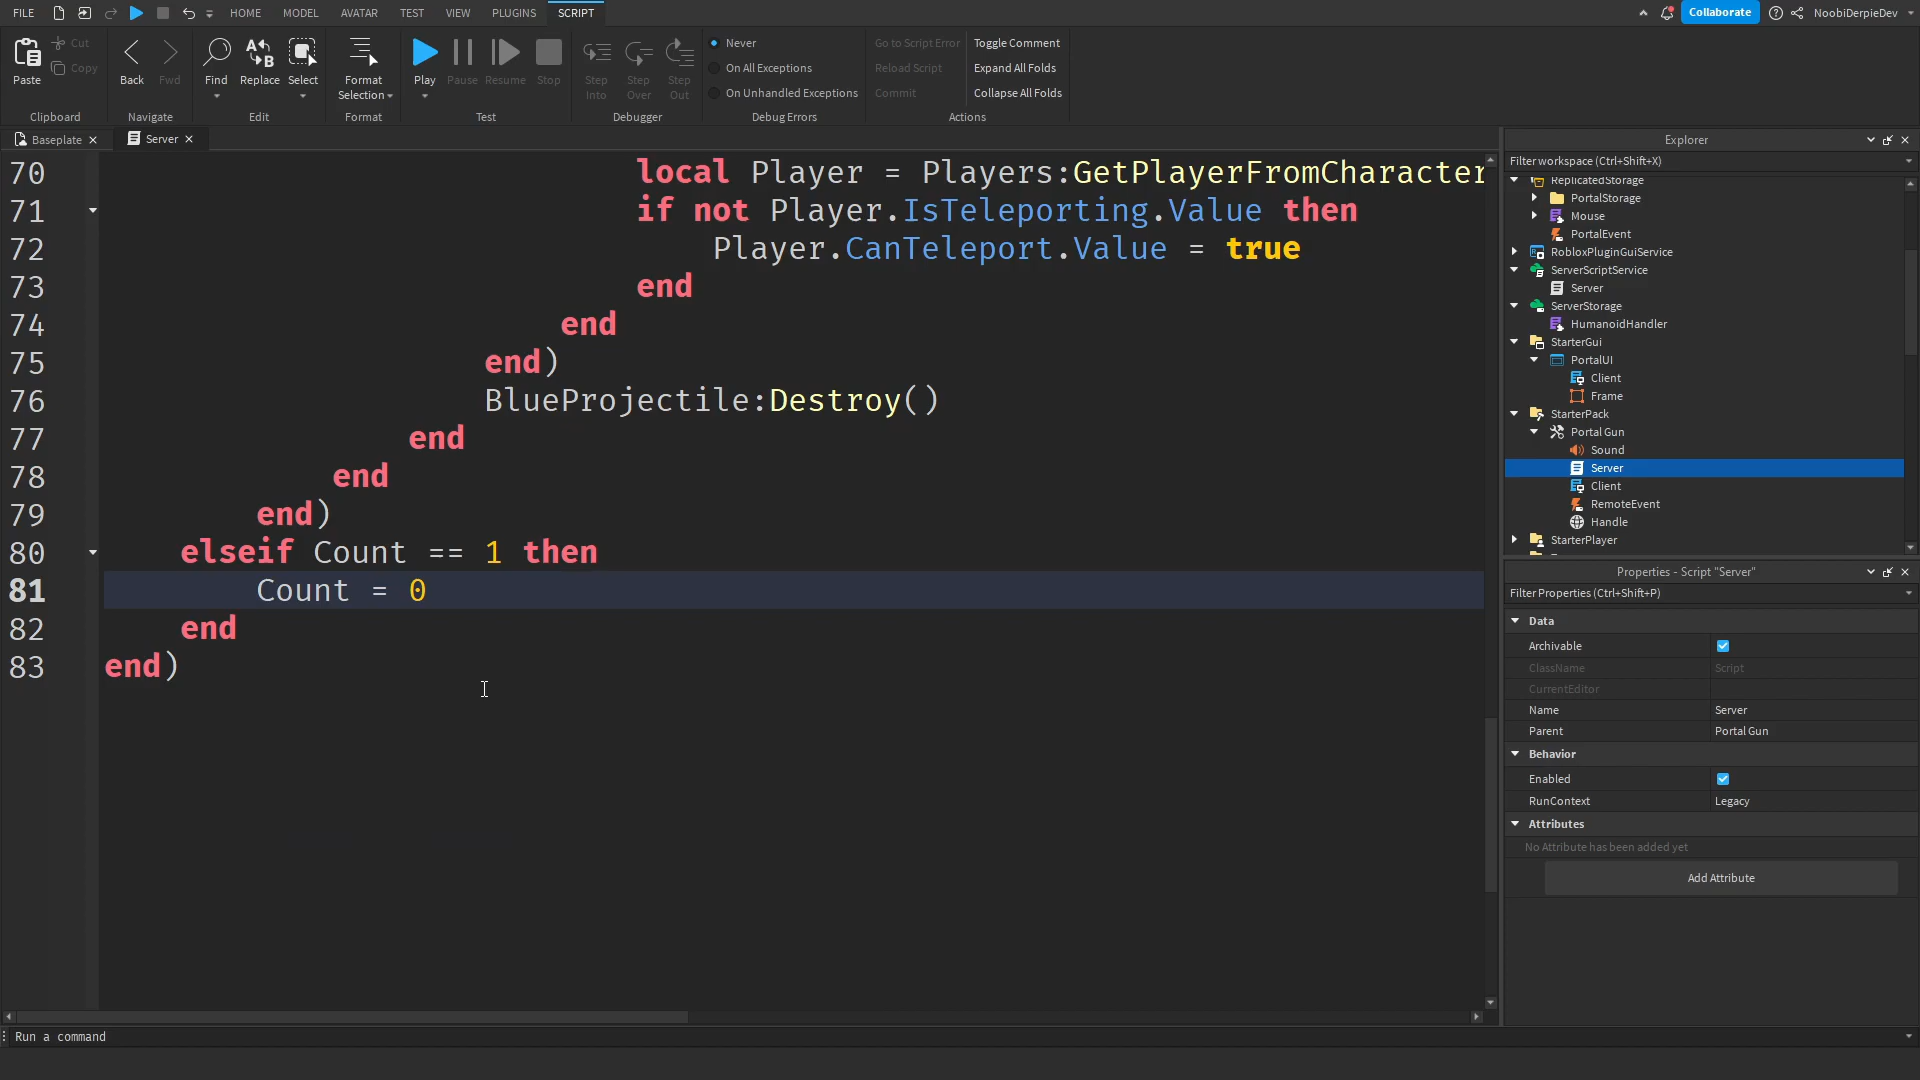 FILE HOME MODEL AVATAR TEST VIEW PLUGINS SCRIPT Collaborate NoobiDerpieDev
Paste Cut Copy
Clipboard
Back Fwd
Navigate
Find Replace Select
Edit
Format Selection
Format
Play Pause Resume Stop
Test
Step Into
Step Over
Step Out
Debugger
Never
On All Exceptions
On Unhandled Exceptions
Debug Errors
Go to Script Error
Reload Script
Commit
Toggle Comment
Expand All Folds
Collapse All Folds
Actions
Baseplate Server
70 local Player = Players:GetPlayerFromCharacter
71 if not Player.IsTeleporting.Value then
72 Player.CanTeleport.Value = true
73 end
74 end
75 end)
76 BlueProjectile:Destroy()
77 end
78 end
79 end)
80 elseif Count == 1 then
81 Count = 0
82 end
83 end)
Run a command
Explorer
Filter workspace (Ctrl+Shift+X)
ReplicatedStorage
PortalStorage
Mouse
PortalEvent
RobloxPluginGuiService
ServerScriptService
Server
ServerStorage
HumanoidHandler
StarterGui
PortalUI
Client
Frame
StarterPack
Portal Gun
Sound
Server
Client
RemoteEvent
Handle
StarterPlayer
Properties - Script "Server"
Filter Properties (Ctrl+Shift+P)
Data
Archivable
ClassName Script
CurrentEditor
Name Server
Parent Portal Gun
Behavior
Enabled
RunContext Legacy
Attributes
No Attribute has been added yet
Add Attribute